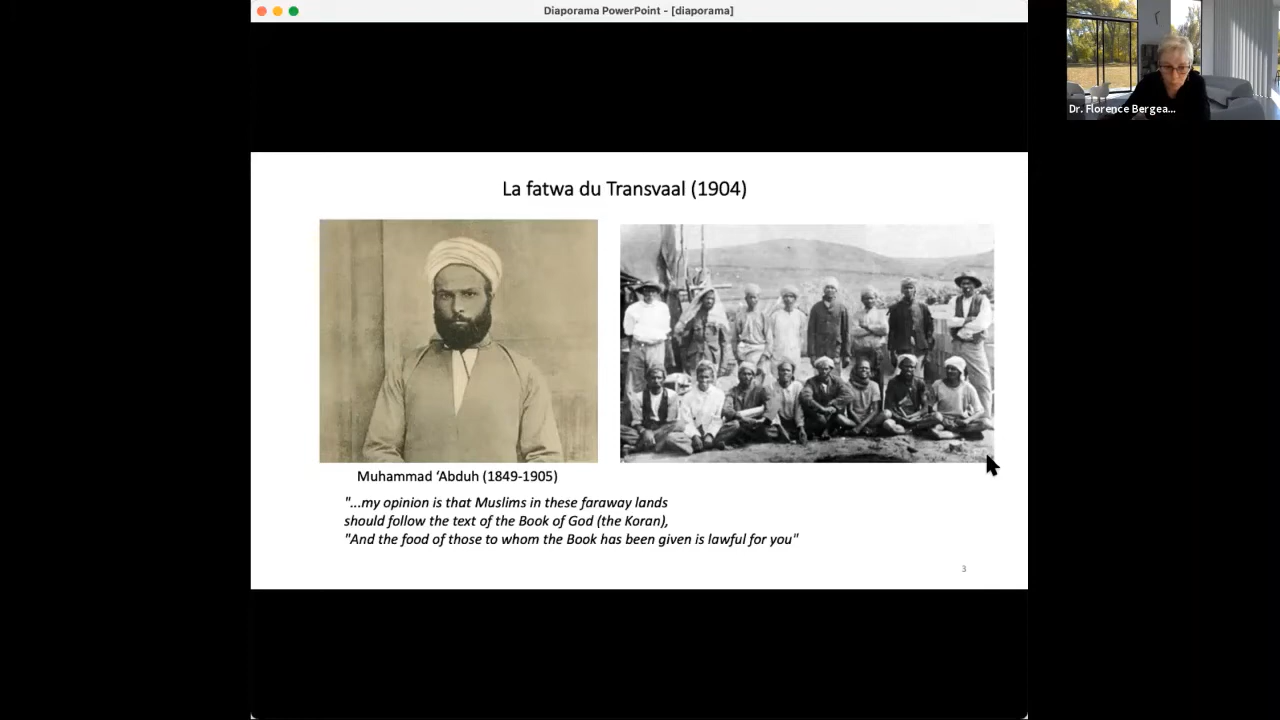 Diaporama PowerPoint - [diaporama]
Dr. Florence Bergea...
La fatwa du Transvaal (1904)
Muhammad ‘Abduh (1849-1905)
"...my opinion is that Muslims in these faraway lands
should follow the text of the Book of God (the Koran),
"And the food of those to whom the Book has been given is lawful for you"
3